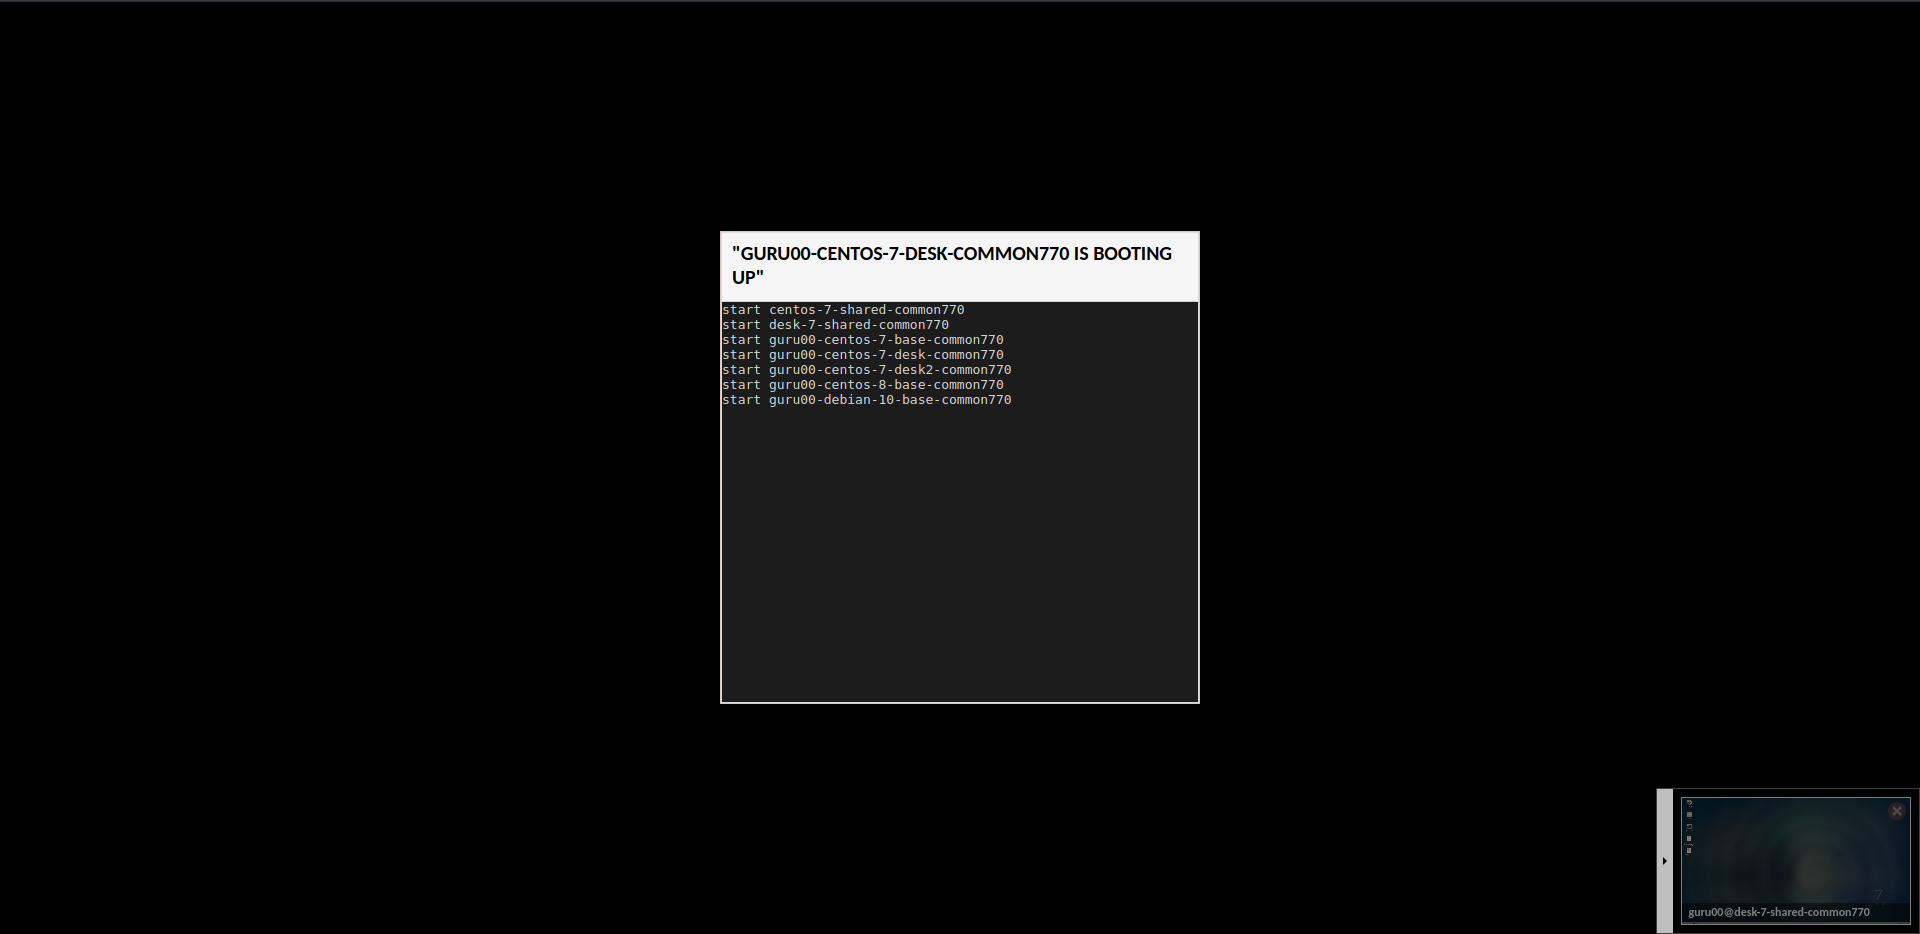 "GURU00-CENTOS-7-DESK-COMMON770 IS BOOTING
UP"
start centos-7-shared-common770
start desk-7-shared-common770
start guru00-centos-7-base-common770
start guru00-centos-7-desk-common770
start guru00-centos-7-desk2-common770
start guru00-centos-8-base-common770
start guru00-debian-10-base-common770
7
guru00@desk-7-shared-common770